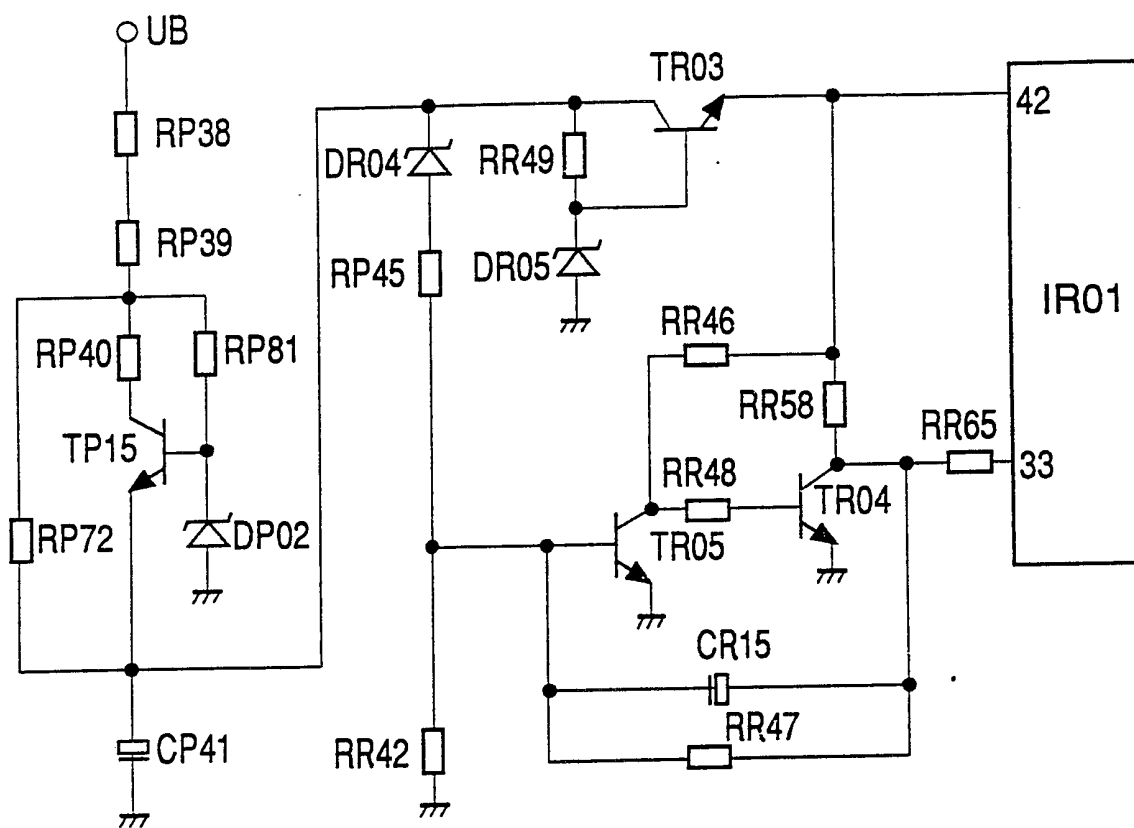 UB
TR03
42
RP38
DR04
RR49
RP39
RP45
DR05
IR01
RR46
RP40
RP81
RR58
RR65
TP15
33
RR48
TR04
RP72
DP02
TR05
CR15
CP41
RR42
RR47